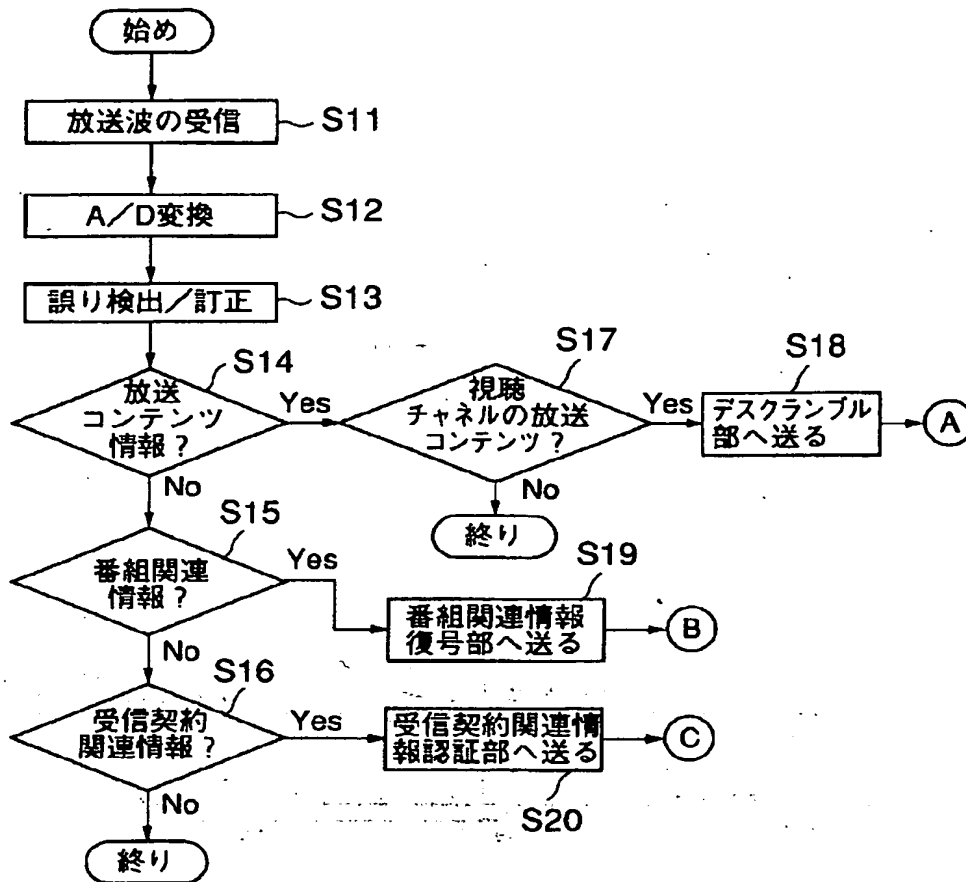 始め
放送波の受信
S11
A/D変換
S12
誤り検出/訂正
S13
放送
コンテンツ
情報?
S14
Yes
No
視聴
チャネルの放送
コンテンツ?
S17
Yes
No
終り
デスクランブル
部へ送る
S18
A
番組関連
情報?
S15
Yes
No
番組関連情報
復号部へ送る
S19
B
受信契約
関連情報?
S16
Yes
No
受信契約関連情
報認証部へ送る
S20
C
終り